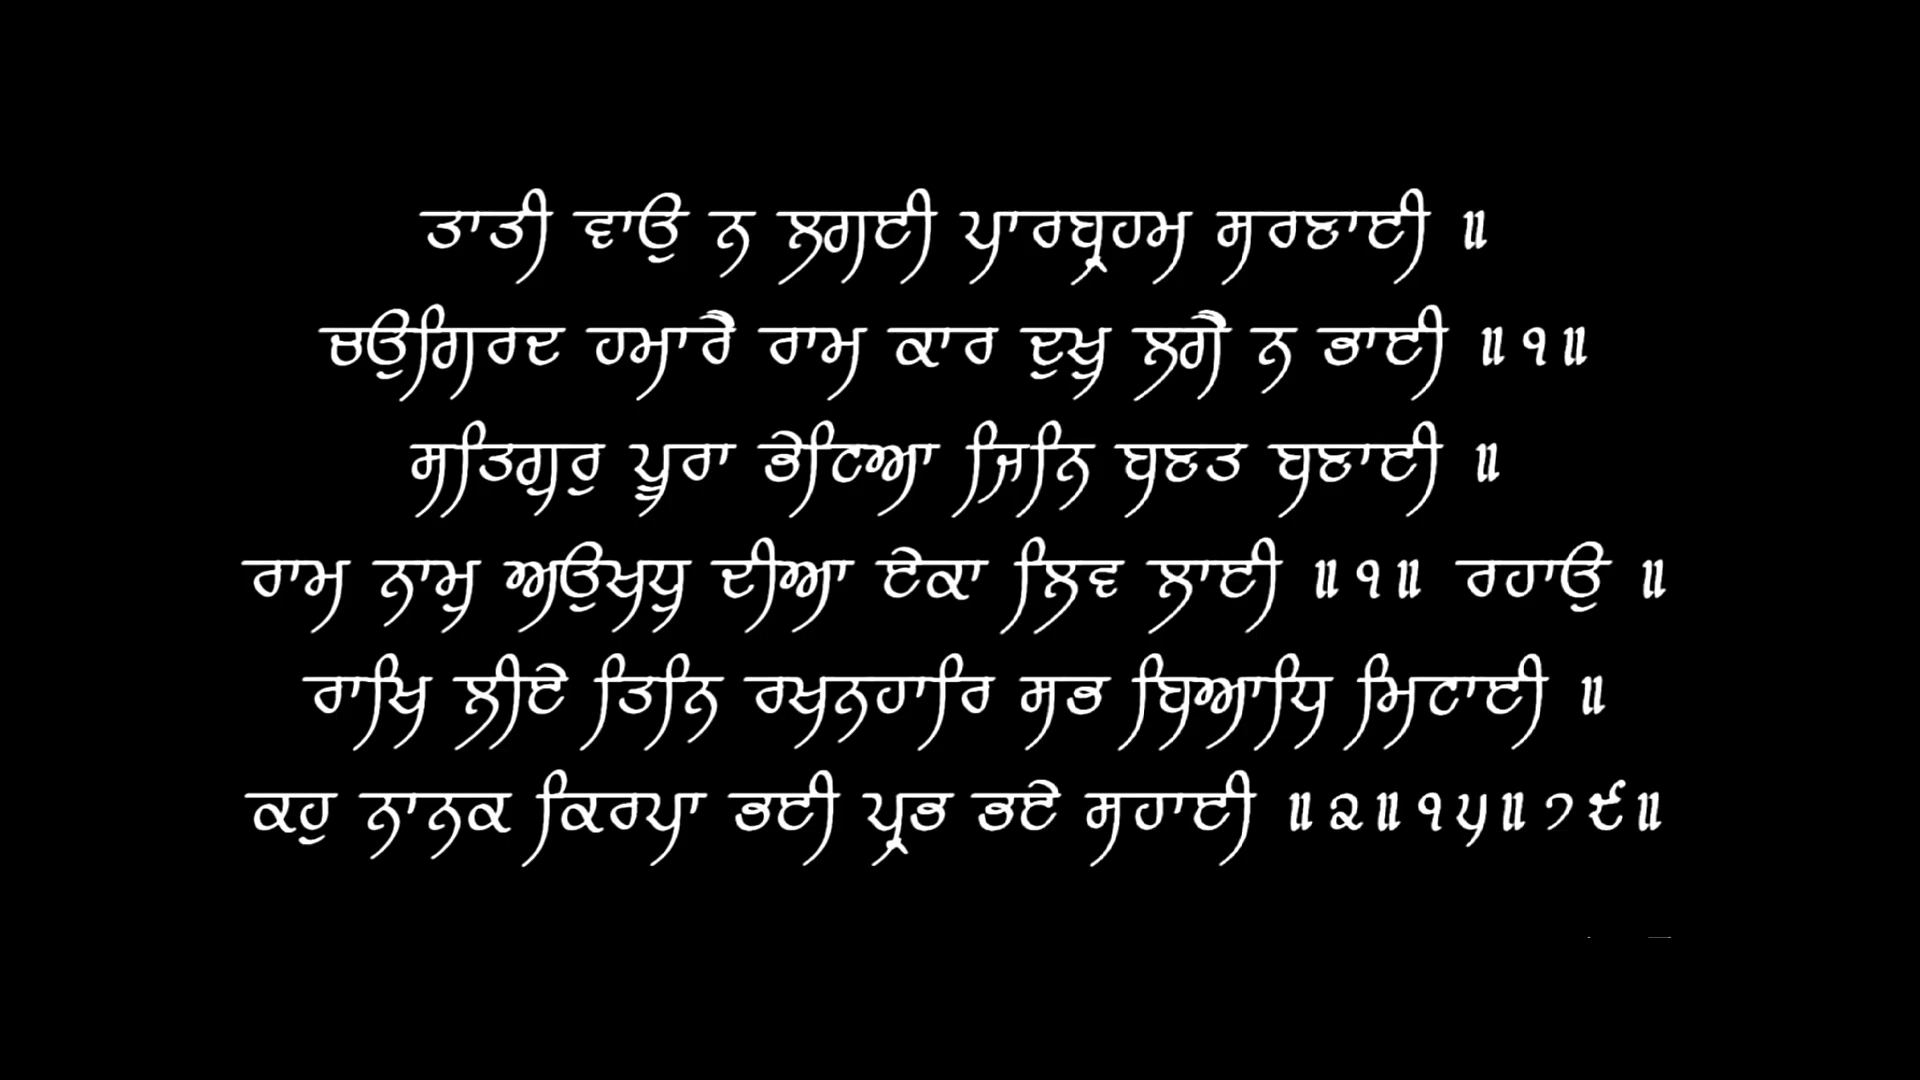 ਤਾਤੀ ਵਾਉ ਨ ਲਗਈ ਪਾਰਬ੍ਰਹਮ ਸਰਣਾਈ ॥
ਚਉਗਿਰਦ ਹਮਾਰੈ ਰਾਮ ਕਾਰ ਦੁਖੁ ਲਗੈ ਨ ਭਾਈ ॥੧॥
ਸਤਿਗੁਰੁ ਪੂਰਾ ਭੇਟਿਆ ਜਿਨਿ ਬਣਤ ਬਣਾਈ ॥
ਰਾਮ ਨਾਮੁ ਅਉਖਧੁ ਦੀਆ ਏਕਾ ਲਿਵ ਲਾਈ ॥੧॥ ਰਹਾਉ ॥
ਰਾਖਿ ਲੀਏ ਤਿਨਿ ਰਖਨਹਾਰਿ ਸਭ ਬਿਆਧਿ ਮਿਟਾਈ ॥
ਕਹੁ ਨਾਨਕ ਕਿਰਪਾ ਭਈ ਪ੍ਰਭ ਭਏ ਸਹਾਈ ॥੨॥੧੫॥੭੯॥